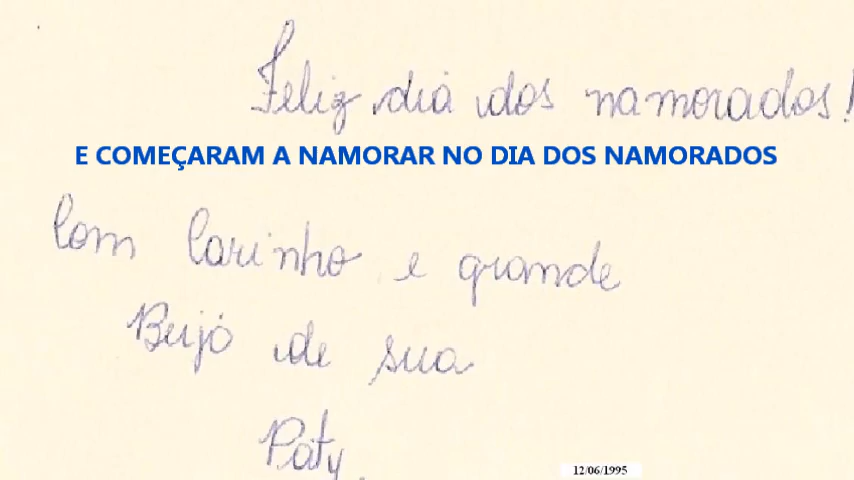 Feliz dia dos namorados!
E COMEÇARAM A NAMORAR NO DIA DOS NAMORADOS
Com Carinho e grande
Beijo de sua
Paty.
12/06/1995